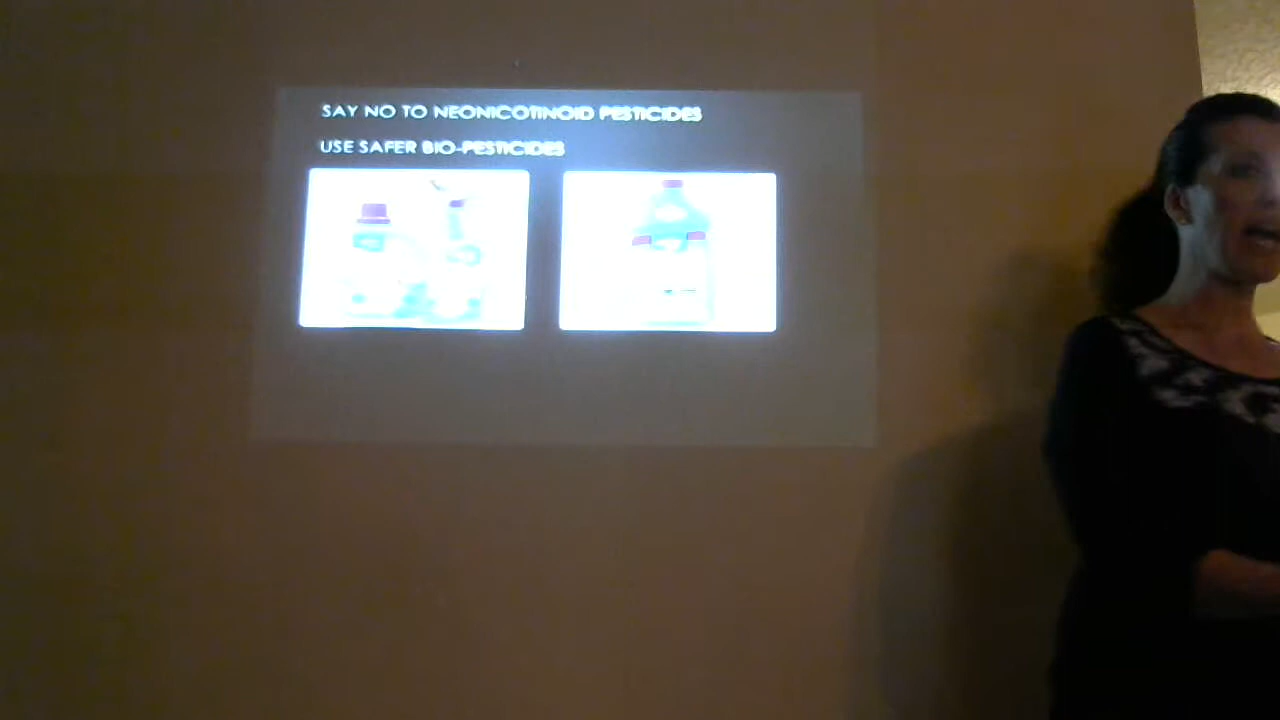 SAY NO TO NEONICOTINOID PESTICIDES
USE SAFER BIO-PESTICIDES